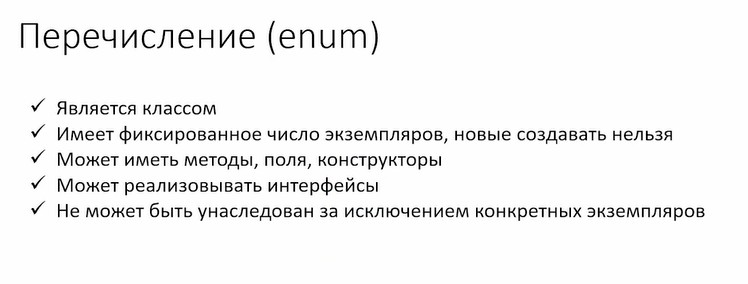 Перечисление (enum)
✓ Является классом
✓ Имеет фиксированное число экземпляров, новые создавать нельзя
✓ Может иметь методы, поля, конструкторы
✓ Может реализовывать интерфейсы
✓ Не может быть унаследован за исключением конкретных экземпляров